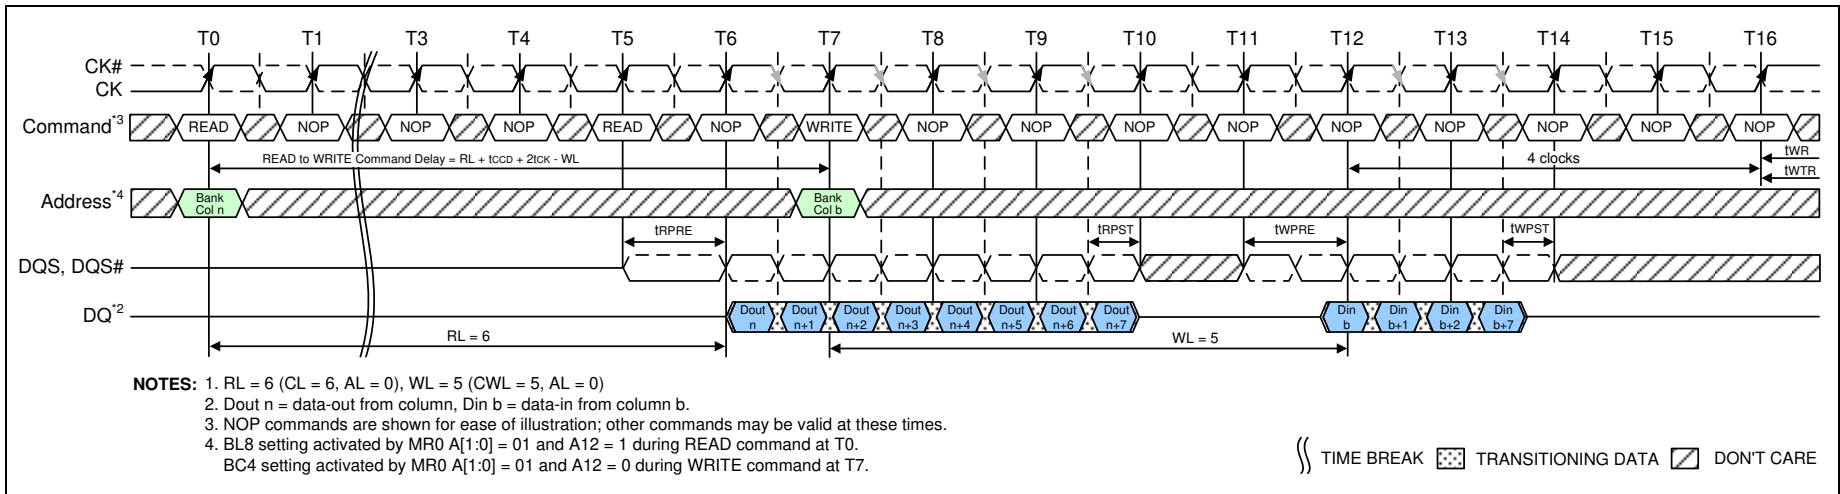 T0 T1 T3 T4 T5 T6 T7 T8 T9 T10 T11 T12 T13 T14 T15 T16
CK#
CK
Command*3 READ NOP NOP NOP READ NOP WRITE NOP NOP NOP NOP NOP NOP NOP NOP NOP
READ to WRITE Command Delay = RL + tCCD + 2tCK - WL
4 clocks
tWR
tWTR
Address*4 Bank Col n Bank Col b
tRPRE tRPST tWPRE tWPST
DQS, DQS#
DQ*2 Dout n Dout n+1 Dout n+2 Dout n+3 Dout n+4 Dout n+5 Dout n+6 Dout n+7 Din b Din b+1 Din b+2 Din b+7
RL = 6 WL = 5
NOTES: 1. RL = 6 (CL = 6, AL = 0), WL = 5 (CWL = 5, AL = 0)
2. Dout n = data-out from column, Din b = data-in from column b.
3. NOP commands are shown for ease of illustration; other commands may be valid at these times.
4. BL8 setting activated by MR0 A[1:0] = 01 and A12 = 1 during READ command at T0.
BC4 setting activated by MR0 A[1:0] = 01 and A12 = 0 during WRITE command at T7.
TIME BREAK TRANSITIONING DATA DON'T CARE